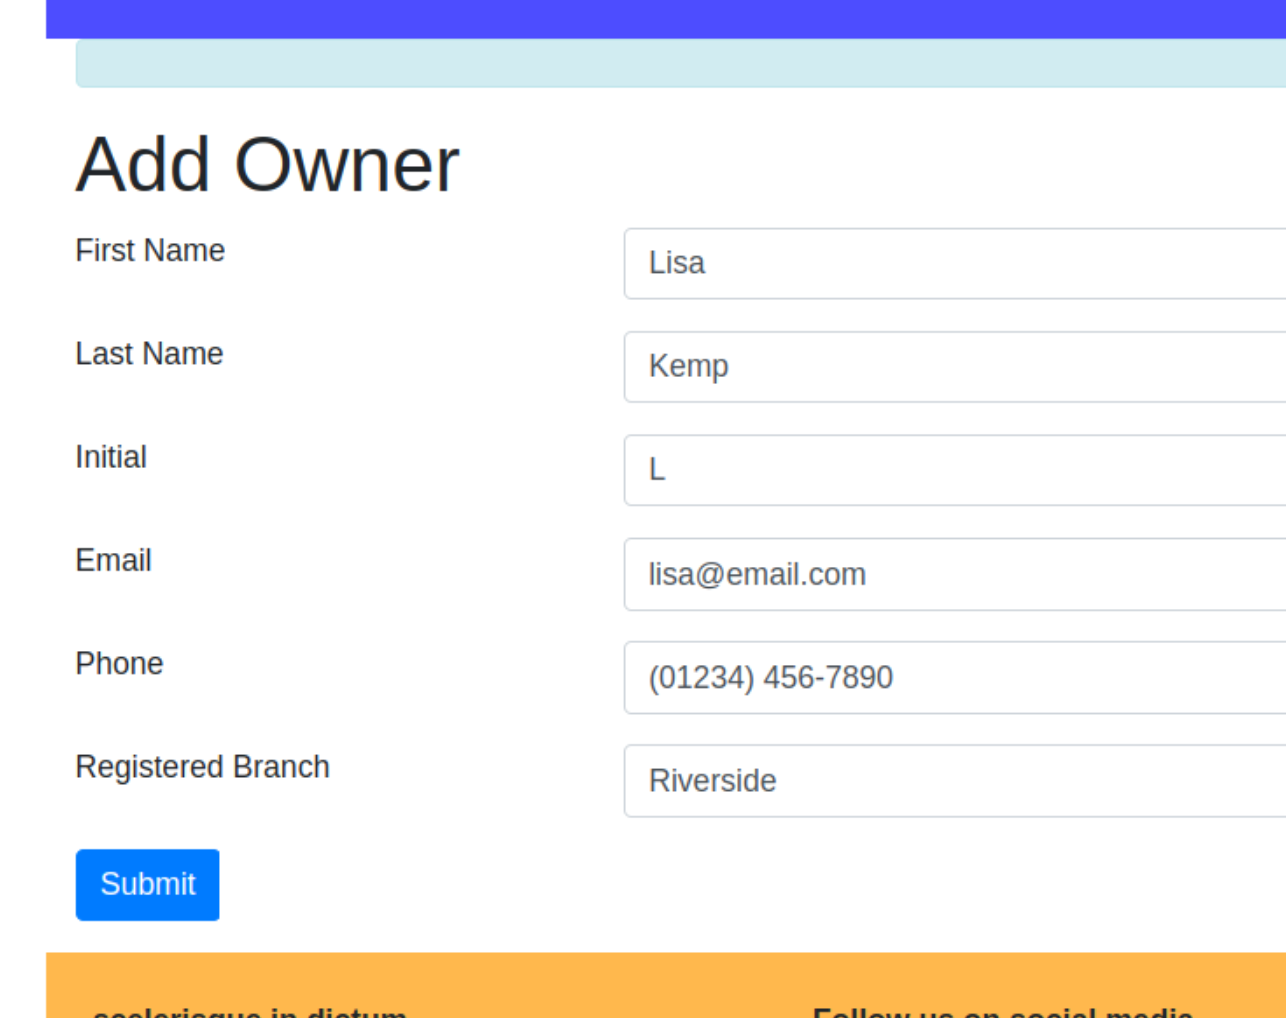 Add Owner
First Name
Lisa
Last Name
Kemp
Initial
L
Email
lisa@email.com
Phone
(01234) 456-7890
Registered Branch
Riverside
Submit
scelerisque in dictum
Follow us on social media